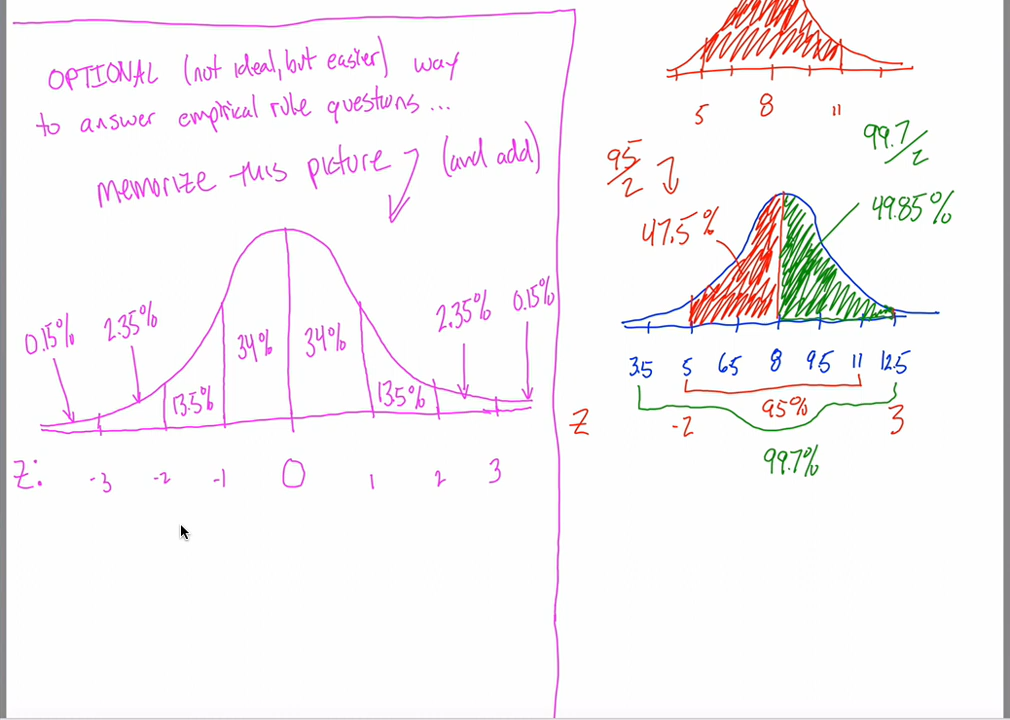 OPTIONAL (not ideal, but easier) way
to answer empirical rule questions...
memorize this picture (and add)
0.15% 2.35% 34% 34% 2.35% 0.15%
13.5% 13.5%
Z: -3 -2 -1 0 1 2 3
5 8 11
95/2
99.7/2
47.5%
49.85%
3.5 5 6.5 8 9.5 11 12.5
95%
Z -2 3
99.7%